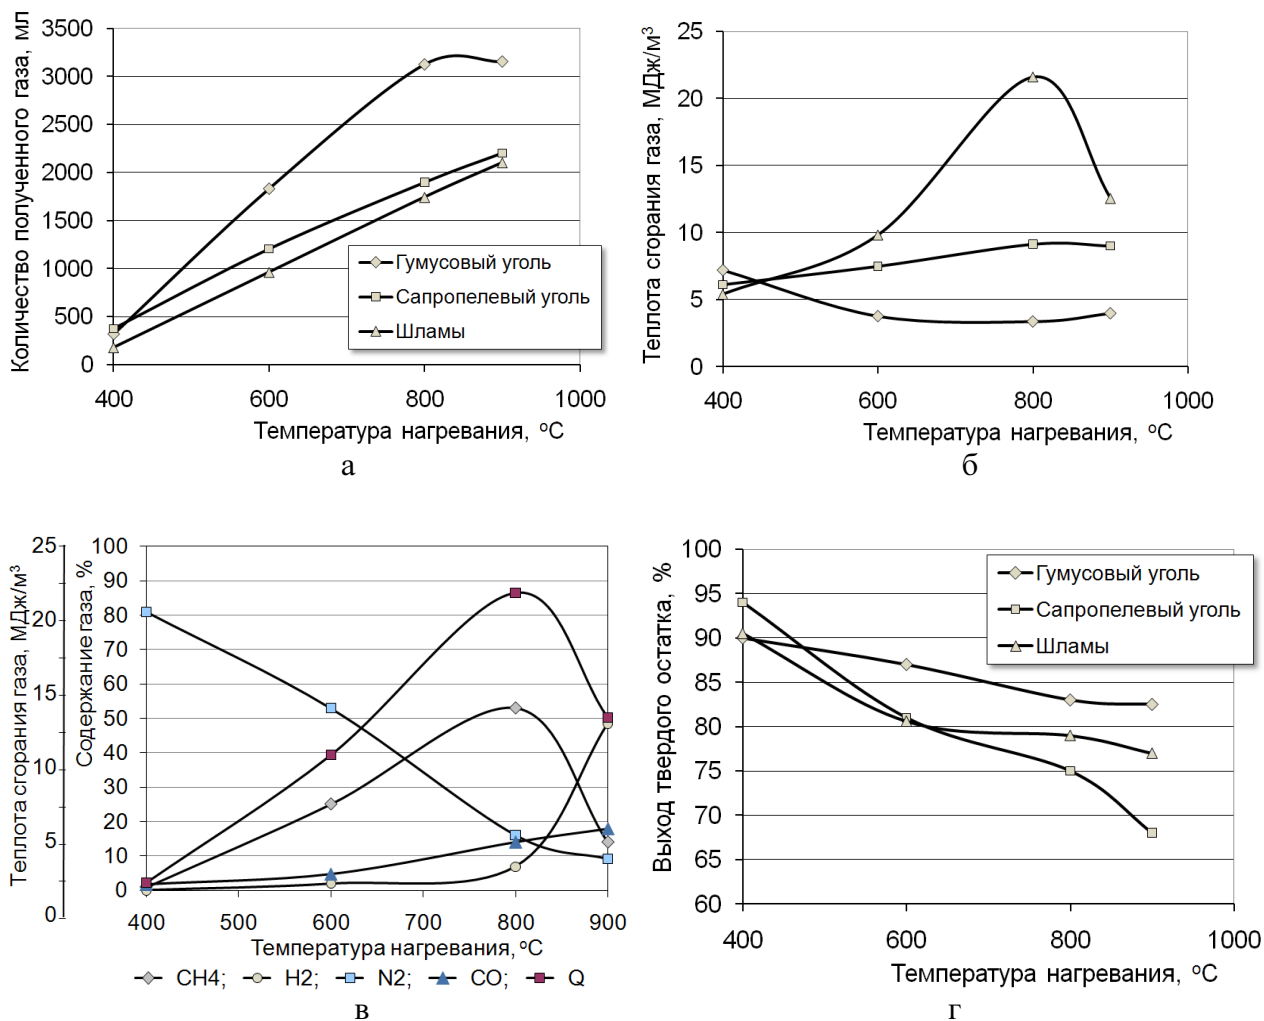 Количество полученного газа, мл
3500
3000
2500
2000
1500
1000
500
0
400 600 800 1000
Температура нагревания, °С
Гумусовый уголь
Сапропелевый уголь
Шламы
а
Теплота сгорания газа, МДж/м³
25
20
15
10
5
0
400 600 800 1000
Температура нагревания, °С
б
Теплота сгорания газа, МДж/м³
25
20
15
10
5
0
Содержание газа, %
100
90
80
70
60
50
40
30
20
10
0
400 500 600 700 800 900
Температура нагревания, °С
CH4; H2; N2; CO; Q
в
Выход твердого остатка, %
100
95
90
85
80
75
70
65
60
400 600 800 1000
Температура нагревания, °С
Гумусовый уголь
Сапропелевый уголь
Шламы
г